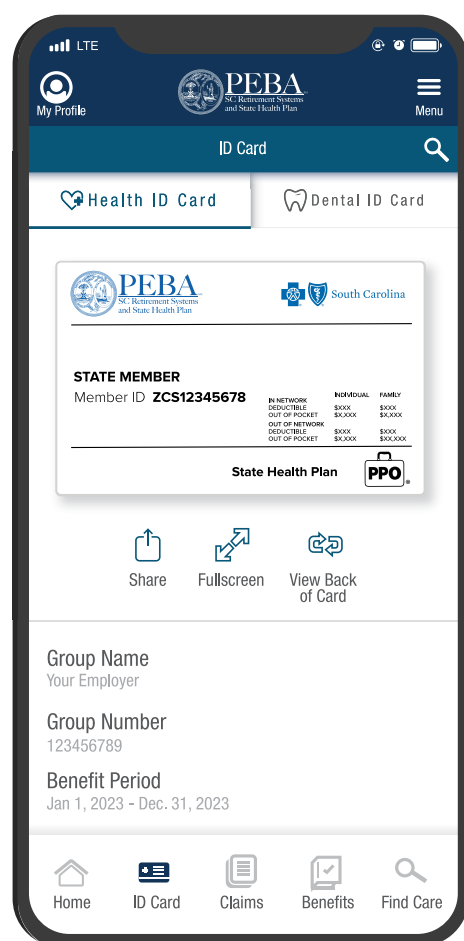 LTE
My Profile
PEBA
SC Retirement Systems
and State Health Plan
Menu
ID Card
Health ID Card
Dental ID Card
PEBA
SC Retirement Systems
and State Health Plan
South Carolina
STATE MEMBER
Member ID ZCS12345678
INDIVIDUAL FAMILY
IN NETWORK
DEDUCTIBLE $XXX $XXX
OUT OF POCKET $X,XXX $X,XXX
OUT OF NETWORK
DEDUCTIBLE $XXX $XXX
OUT OF POCKET $X,XXX $XX,XXX
State Health Plan
PPO
®
Share
Fullscreen
View Back
of Card
Group Name
Your Employer
Group Number
123456789
Benefit Period
Jan 1, 2023 - Dec. 31, 2023
Home
ID Card
Claims
Benefits
Find Care